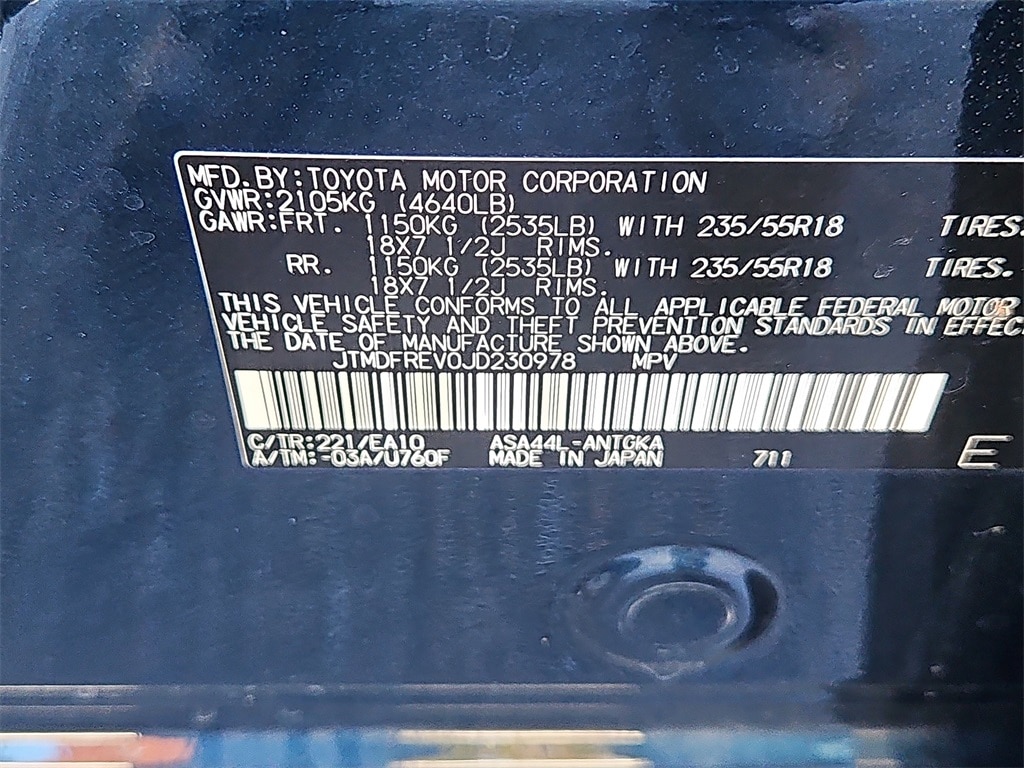 MFD.BY:TOYOTA MOTOR CORPORATION
GVWR:2105KG (4640LB)
GAWR:FRT. 1150KG (2535LB) WITH 235/55R18 TIRES.
18X7 1/2J RIMS.
RR. 1150KG (2535LB) WITH 235/55R18 TIRES.
18X7 1/2J RIMS.
THIS VEHICLE CONFORMS TO ALL APPLICABLE FEDERAL MOTOR
VEHICLE SAFETY AND THEFT PREVENTION STANDARDS IN EFFEC
THE DATE OF MANUFACTURE SHOWN ABOVE.
JTMDFREV0JD230978 MPV
C/TR:221/EA10 ASA44L-ANTGKA
A/TM:-03A/U760F MADE IN JAPAN 711 E